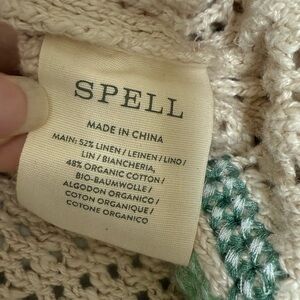 SPELL
MADE IN CHINA
MAIN: 52% LINEN / LEINEN / LINO /
LIN / BIANCHERIA,
48% ORGANIC COTTON /
BIO-BAUMWOLLE /
ALGODON ORGANICO /
COTON ORGANIQUE /
COTONE ORGANICO